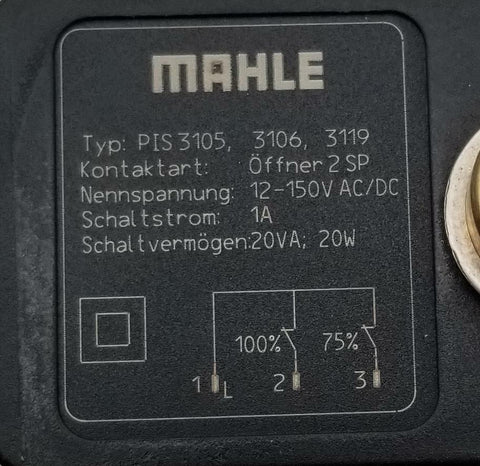 MAHLE
Typ: PIS 3105, 3106, 3119
Kontaktart: Öffner 2 SP
Nennspannung: 12-150V AC/DC
Schaltstrom: 1A
Schaltvermögen: 20VA; 20W
100% 75%
1 L 2 3